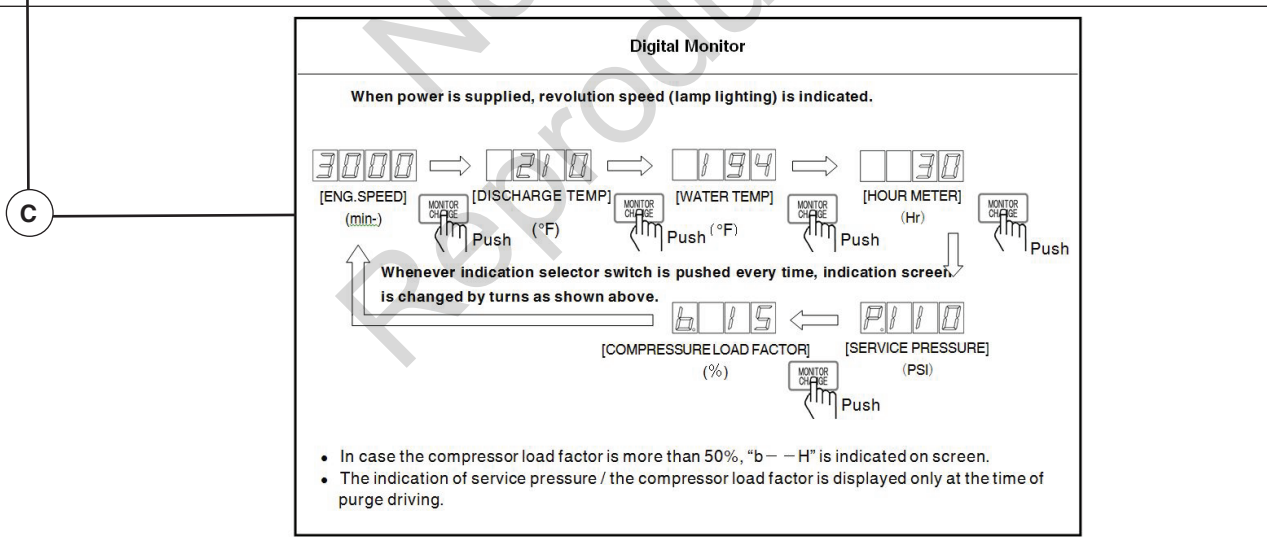 Digital Monitor
When power is supplied, revolution speed (lamp lighting) is indicated.
3000 210 194 30
[ENG.SPEED] [DISCHARGE TEMP] [WATER TEMP] [HOUR METER]
(min-) (°F) (°F) (Hr)
MONITOR CHANGE MONITOR CHANGE MONITOR CHANGE MONITOR CHANGE
Push Push Push Push
C
Whenever indication selector switch is pushed every time, indication screen
is changed by turns as shown above.
b. 15 P.110
[COMPRESSURE LOAD FACTOR] [SERVICE PRESSURE]
(%) (PSI)
MONITOR CHANGE
Push
• In case the compressor load factor is more than 50%, “b－－H” is indicated on screen.
• The indication of service pressure / the compressor load factor is displayed only at the time of
purge driving.